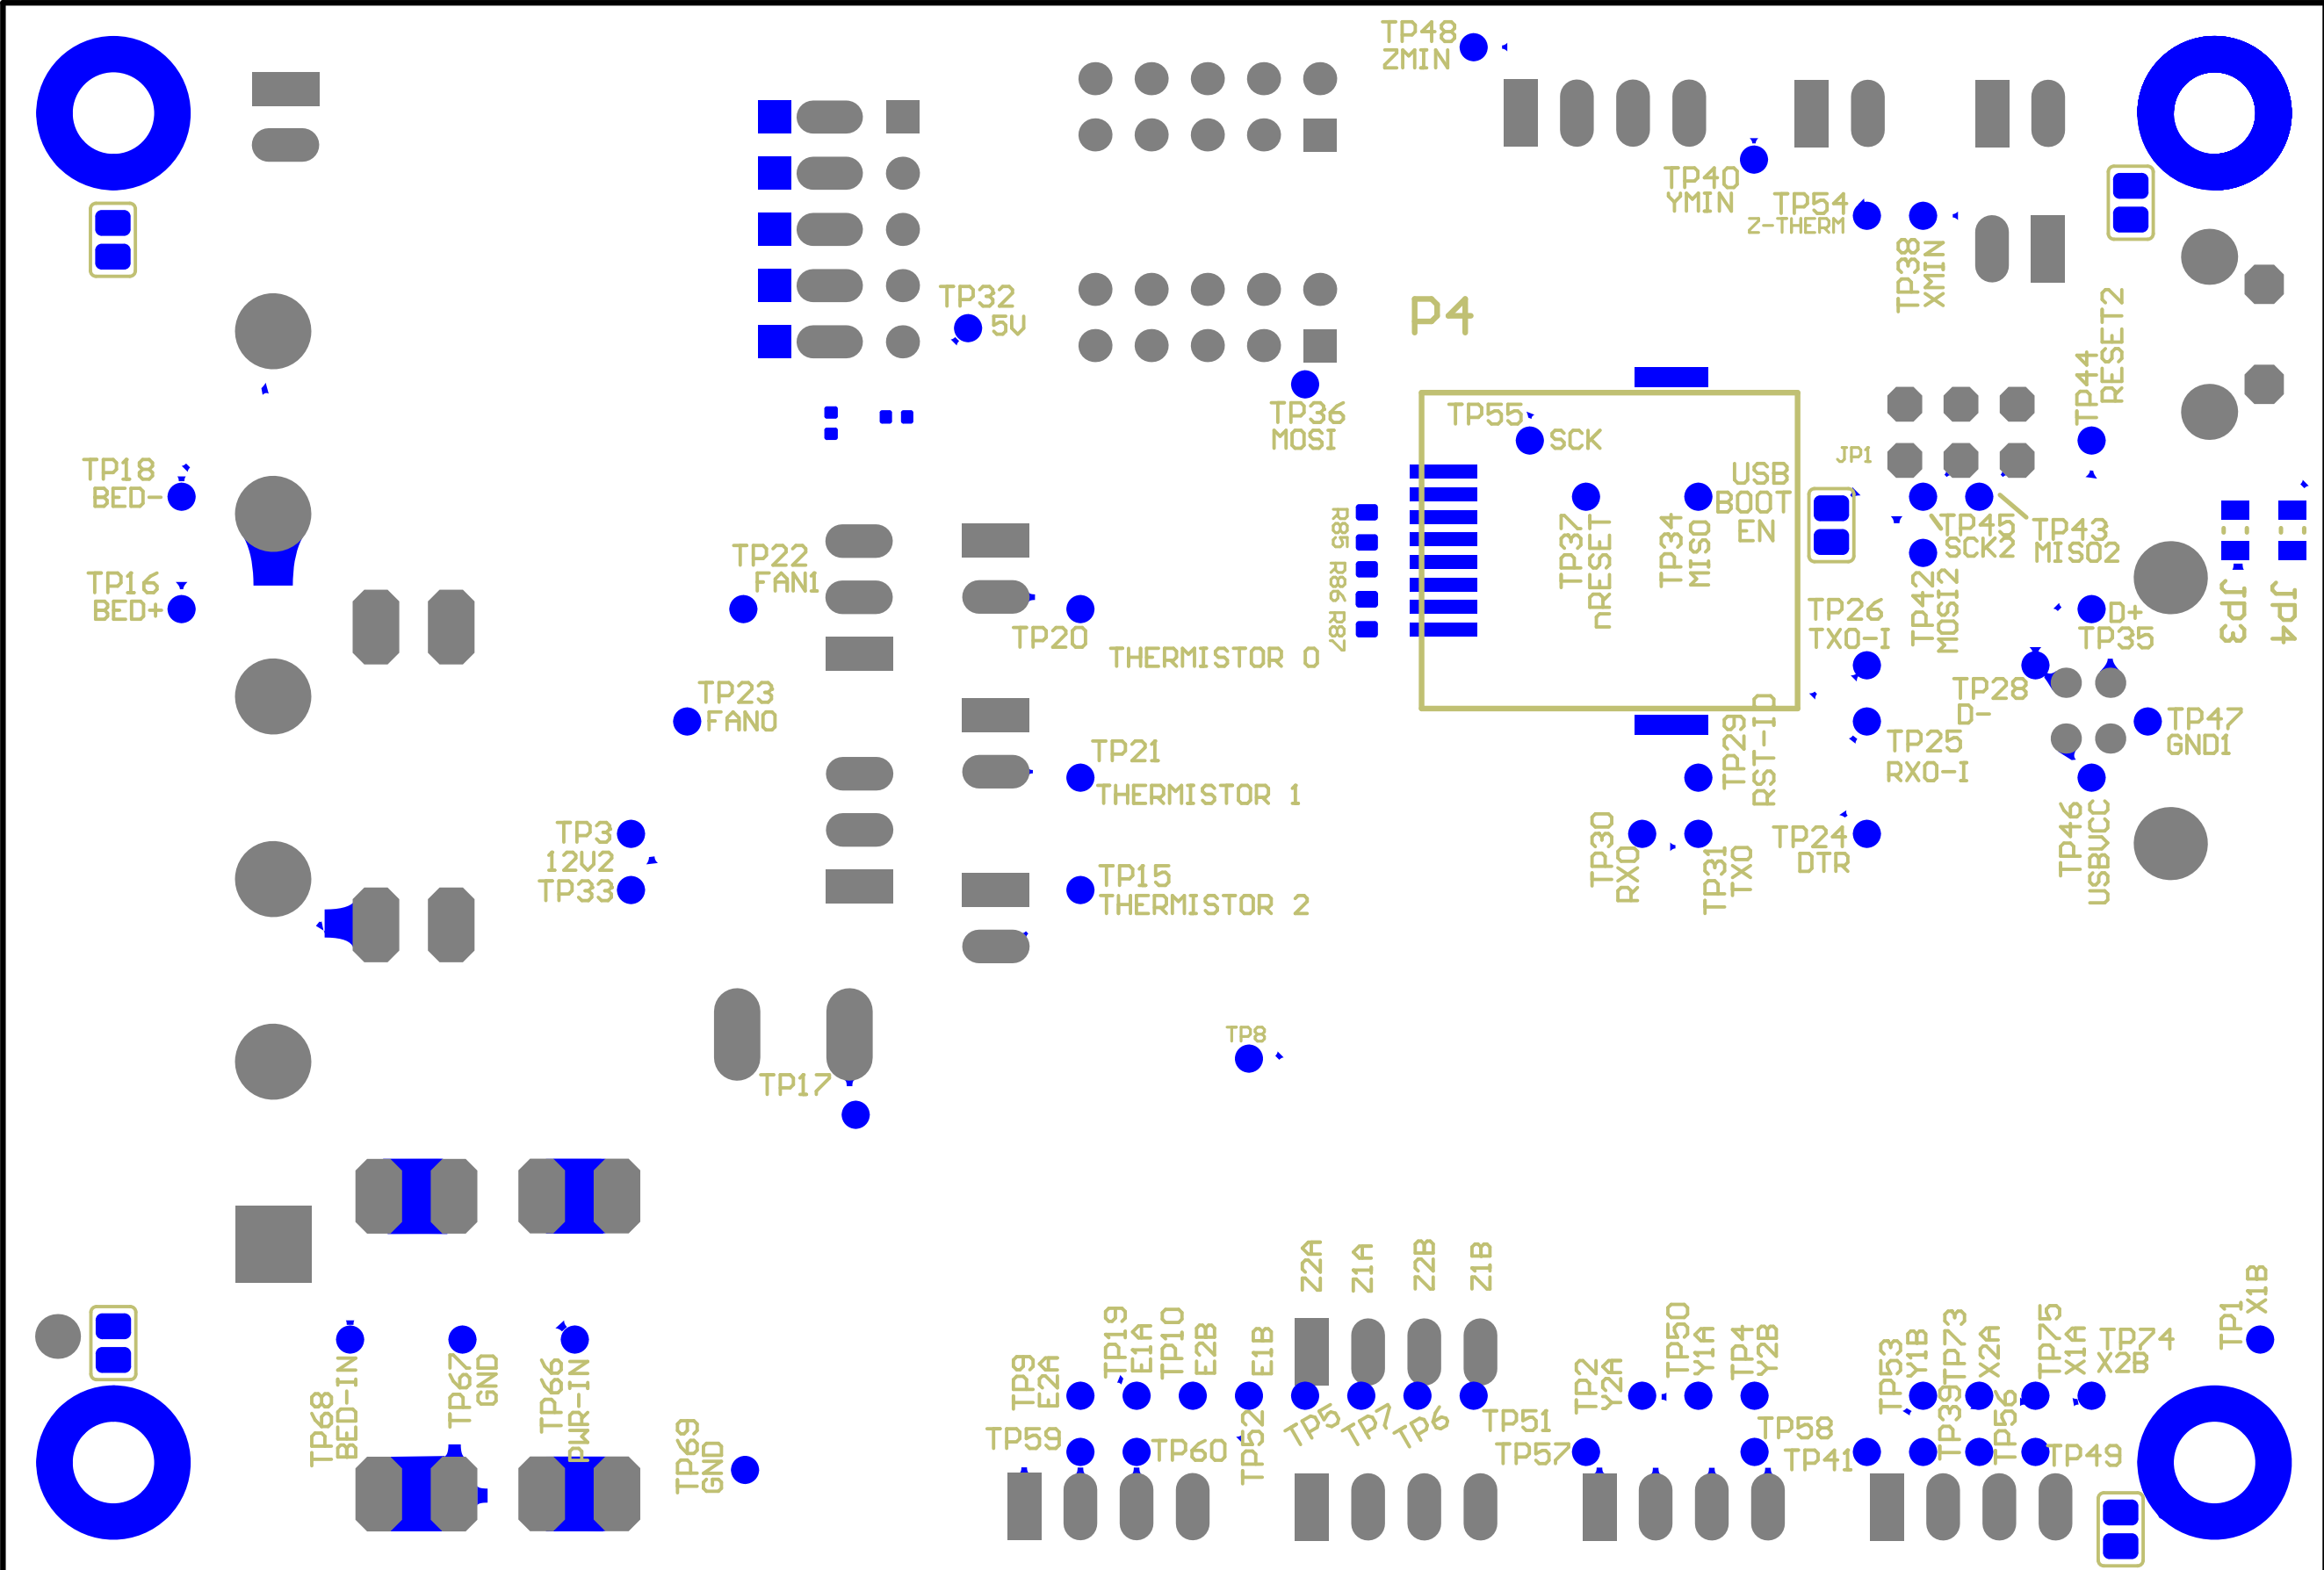 TP48
ZMIN
TP40
YMIN
TP54
Z-THERM
TP38
XMIN
TP32
5V
P4
TP44
RESET2
TP36
MOSI
TP55
SCK
JP1
TP18
BED-
USB
BOOT
EN
R85
R86
R87
TP37
nRESET
TP34
MISO
TP45
SCK2
TP43
MISO2
TP42
MOSI2
TP22
FAN1
TP16
BED+
TP20
THERMISTOR 0
TP26
TXO-I
D+
TP35
JP3
JP4
TP23
FAN0
TP28
D-
TP47
GND1
TP21
THERMISTOR 1
TP29
RST-IO
TP25
RXO-I
TP3
12V2
TP33
TP30
RXO
TP31
TXO
TP24
DTR
TP46
USBVCC
TP15
THERMISTOR 2
TP8
TP17
Z2A
Z1A
Z2B
Z1B
TP68
BED-IN
TP67
GND
TP66
PWR-IN
TP69
GND
TP9
E2A
TP19
E1A
TP10
E2B
E1B
TP52
TP59
TP60
TP5
TP7
TP6
TP51
TP57
TP2
Y2A
TP50
Y1A
TP4
Y2B
TP58
TP41
TP53
Y1B
TP73
TP39
X2A
TP56
TP75
X1A
TP74
X2B
TP49
TP1
X1B